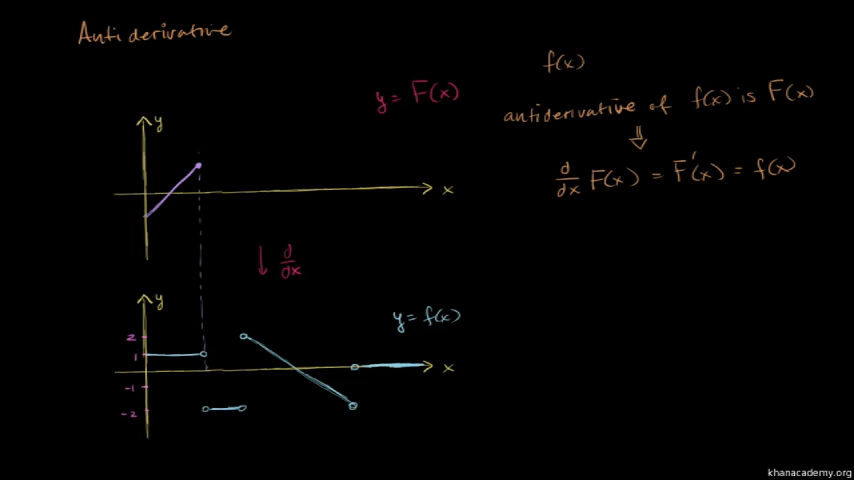 Antiderivative
f(x)
y = F(x)
antiderivative of f(x) is F(x)
⇓
d/dx F(x) = F'(x) = f(x)
y
x
↓ d/dx
y
y = f(x)
2
1
x
-1
-2
khanacademy.org